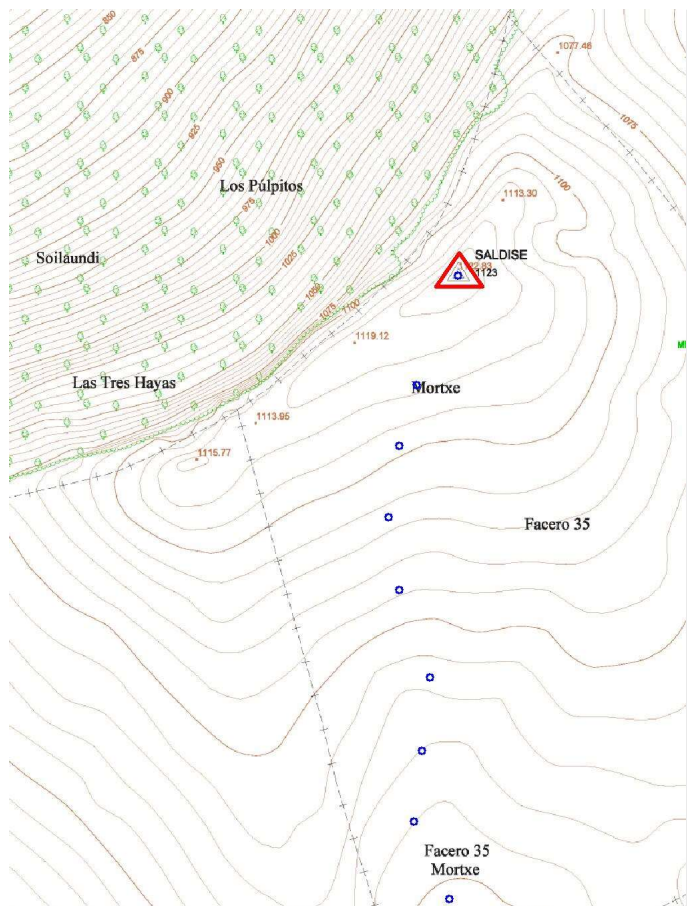 850
875
900
925
950
975
1000
1025
1050
1075
1100
1077.46
1075
1100
1113.30
Los Púlpitos
Soilaundi
SALDISE
1123
1119.12
Las Tres Hayas
Mortxe
1113.95
1115.77
Facero 35
Facero 35
Mortxe